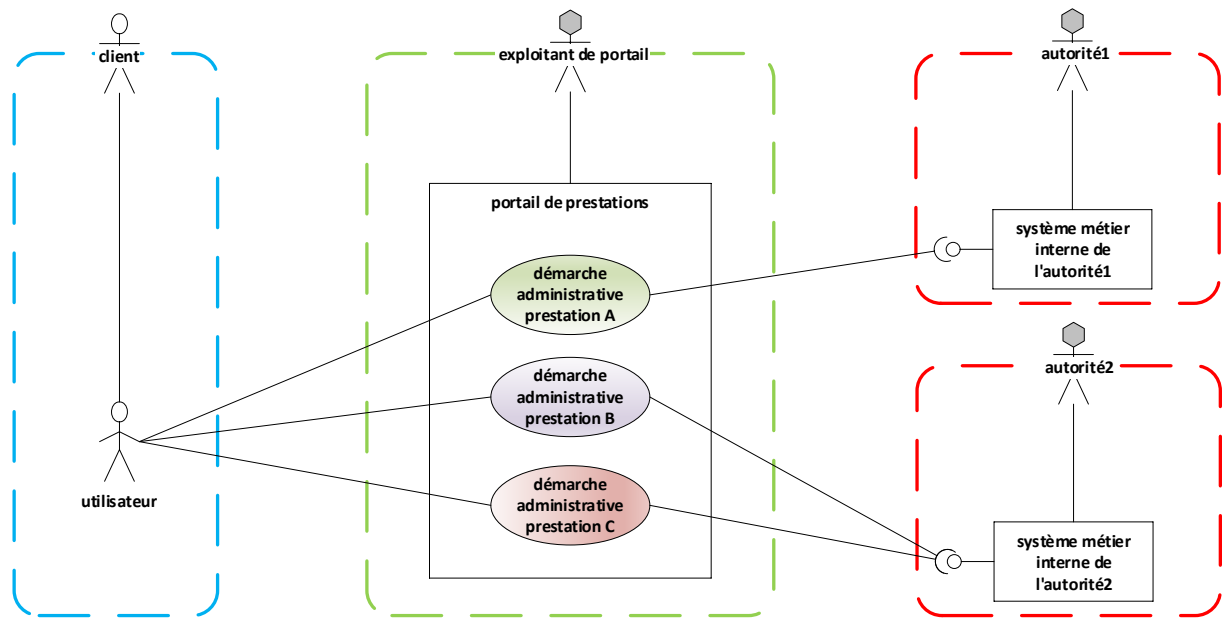 client
exploitant de portail
autorité1
portail de prestations
système métier
interne de
l'autorité1
démarche
administrative
prestation A
autorité2
démarche
administrative
prestation B
utilisateur
démarche
administrative
prestation C
système métier
interne de
l'autorité2